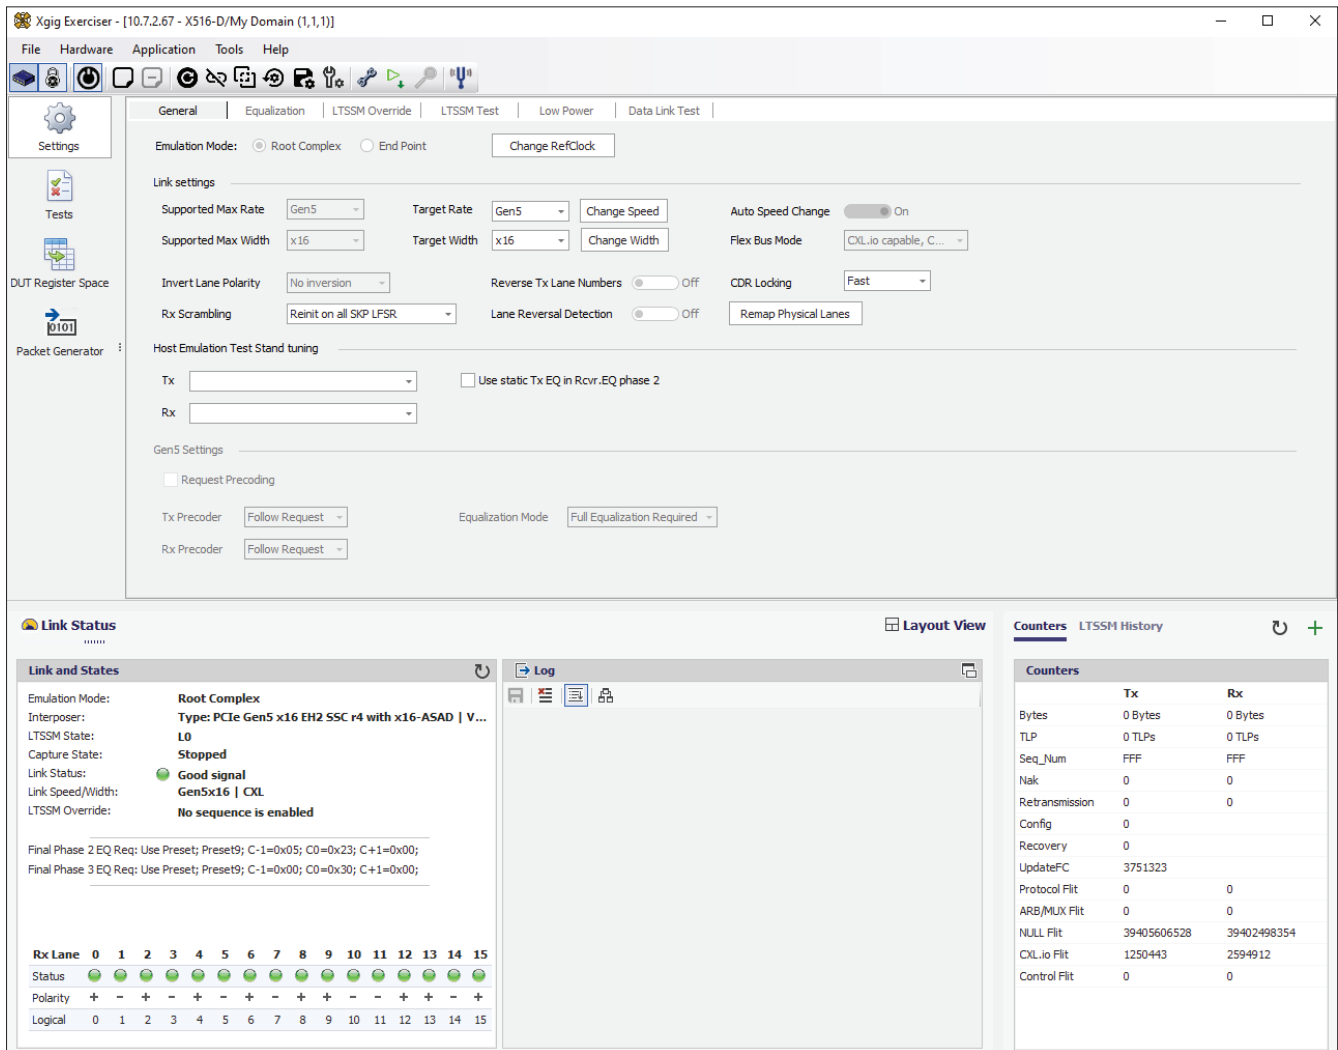 Xgig Exerciser - [10.7.2.67 - X516-D/My Domain (1,1,1)]
File Hardware Application Tools Help
Settings
Tests
DUT Register Space
0101
Packet Generator
General Equalization LTSSM Override LTSSM Test Low Power Data Link Test
Emulation Mode: Root Complex End Point Change RefClock
Link settings
Supported Max Rate Gen5 Target Rate Gen5 Change Speed Auto Speed Change On
Supported Max Width x16 Target Width x16 Change Width Flex Bus Mode CXL.io capable, C...
Invert Lane Polarity No inversion Reverse Tx Lane Numbers Off CDR Locking Fast
Rx Scrambling Reinit on all SKP LFSR Lane Reversal Detection Off Remap Physical Lanes
Host Emulation Test Stand tuning
Tx Use static Tx EQ in Rcvr.EQ phase 2
Rx
Gen5 Settings
Request Precoding
Tx Precoder Follow Request Equalization Mode Full Equalization Required
Rx Precoder Follow Request
Link Status Layout View
Link and States
Emulation Mode: Root Complex
Interposer: Type: PCIe Gen5 x16 EH2 SSC r4 with x16-ASAD | V...
LTSSM State: L0
Capture State: Stopped
Link Status: Good signal
Link Speed/Width: Gen5x16 | CXL
LTSSM Override: No sequence is enabled
Final Phase 2 EQ Req: Use Preset; Preset9; C-1=0x05; C0=0x23; C+1=0x00;
Final Phase 3 EQ Req: Use Preset; Preset9; C-1=0x00; C0=0x30; C+1=0x00;
Rx Lane 0 1 2 3 4 5 6 7 8 9 10 11 12 13 14 15
Status
Polarity + - + - + - + - + + - - + + - +
Logical 0 1 2 3 4 5 6 7 8 9 10 11 12 13 14 15
Log
Counters LTSSM History
Counters
Tx Rx
Bytes 0 Bytes 0 Bytes
TLP 0 TLPs 0 TLPs
Seq_Num FFF FFF
Nak 0 0
Retransmission 0 0
Config 0
Recovery 0
UpdateFC 3751323
Protocol Flit 0 0
ARB/MUX Flit 0 0
NULL Flit 39405606528 39402498354
CXL.io Flit 1250443 2594912
Control Flit 0 0